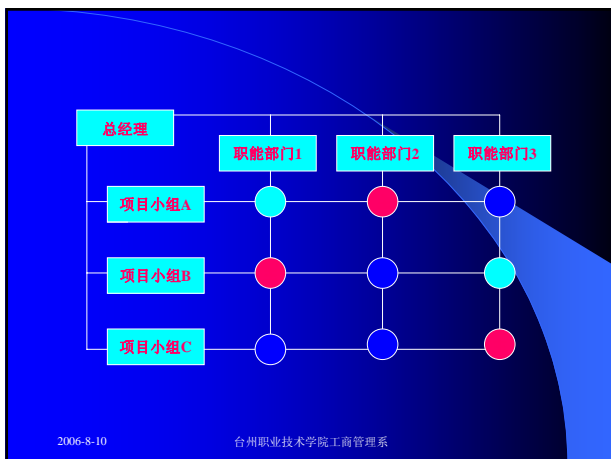 总经理
职能部门1
职能部门2
职能部门3
项目小组A
项目小组B
项目小组C
2006-8-10
台州职业技术学院工商管理系